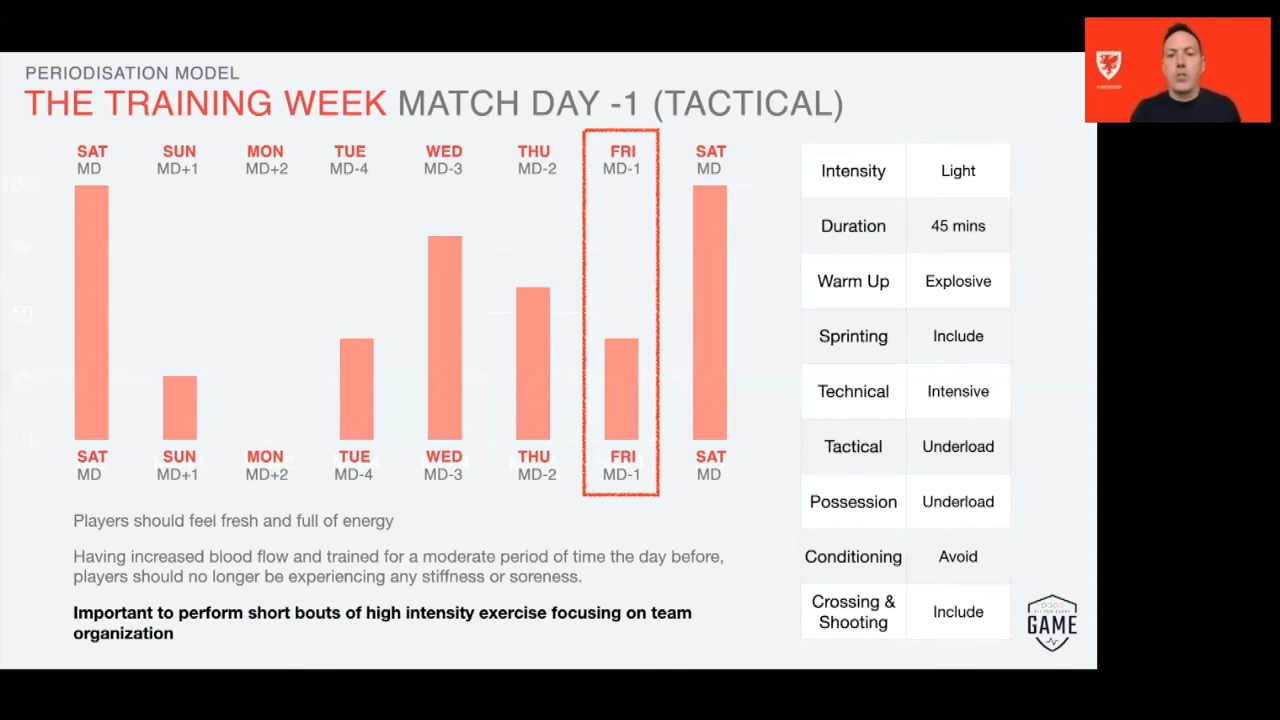 PERIODISATION MODEL
THE TRAINING WEEK MATCH DAY -1 (TACTICAL)
SAT SUN MON TUE WED THU FRI SAT
MD MD+1 MD+2 MD-4 MD-3 MD-2 MD-1 MD
50
0
SAT SUN MON TUE WED THU FRI SAT
MD MD+1 MD+2 MD-4 MD-3 MD-2 MD-1 MD
Players should feel fresh and full of energy
Having increased blood flow and trained for a moderate period of time the day before,
players should no longer be experiencing any stiffness or soreness.
Important to perform short bouts of high intensity exercise focusing on team
organization
Intensity Light
Duration 45 mins
Warm Up Explosive
Sprinting Include
Technical Intensive
Tactical Underload
Possession Underload
Conditioning Avoid
Crossing &
Shooting Include
GAME